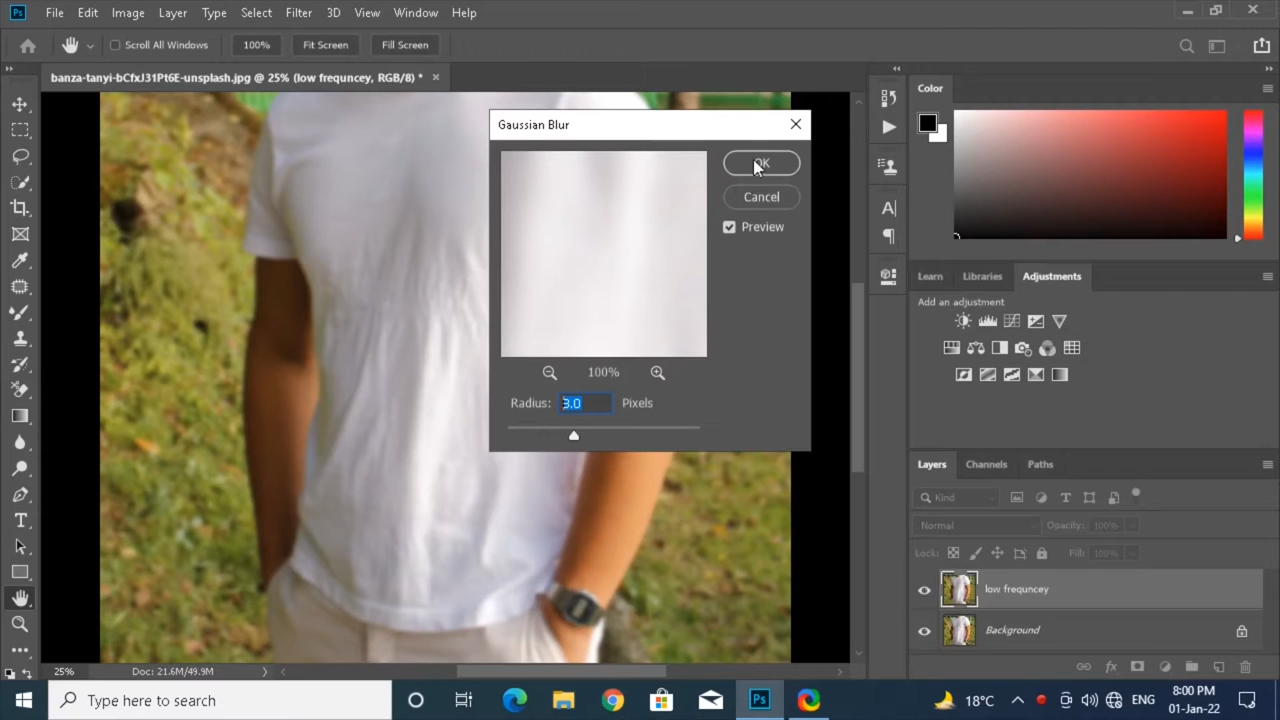 Ps File Edit Image Layer Type Select Filter 3D View Window Help
Scroll All Windows 100% Fit Screen Fill Screen
banza-tanyi-bCfxJ31Pt6E-unsplash.jpg @ 25% (low frequncey, RGB/8) *
Color
Gaussian Blur
OK
Cancel
Preview
100%
Radius: 3.0 Pixels
Learn Libraries Adjustments
Add an adjustment
Layers Channels Paths
Kind
Normal Opacity: 100%
Lock: Fill: 100%
low frequncey
Background
25% Doc: 21.6M/49.9M
Type here to search
Ps
18°C ENG 8:00 PM
01-Jan-22